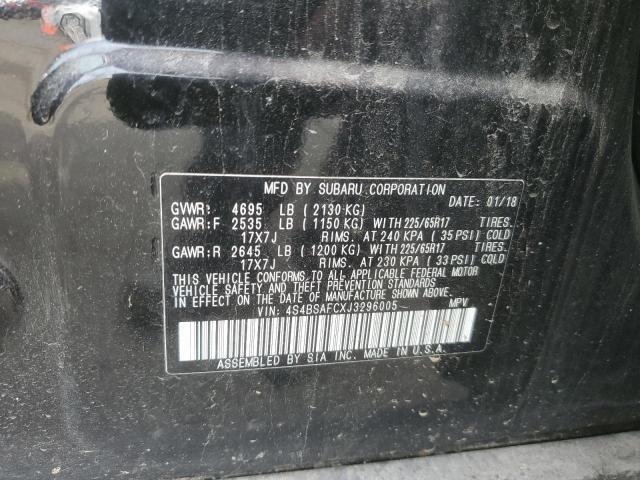 MFD BY SUBARU CORPORATION
GVWR: 4695 LB ( 2130 KG) DATE: 01/18
GAWR:F 2535 LB ( 1150 KG) WITH 225/65R17 TIRES.
17X7J RIMS. AT 240 KPA ( 35 PSI) COLD
GAWR:R 2645 LB ( 1200 KG) WITH 225/65R17 TIRES.
17X7J RIMS. AT 230 KPA ( 33 PSI) COLD
THIS VEHICLE CONFORMS TO ALL APPLICABLE FEDERAL MOTOR
VEHICLE SAFETY AND THEFT PREVENTION STANDARDS IN EFFECT
ON THE DATE OF MANUFACTURE SHOWN ABOVE.
VIN: 4S4BSAFCXJ3296005 MPV
ASSEMBLED BY SIA INC. MADE IN U.S.A.